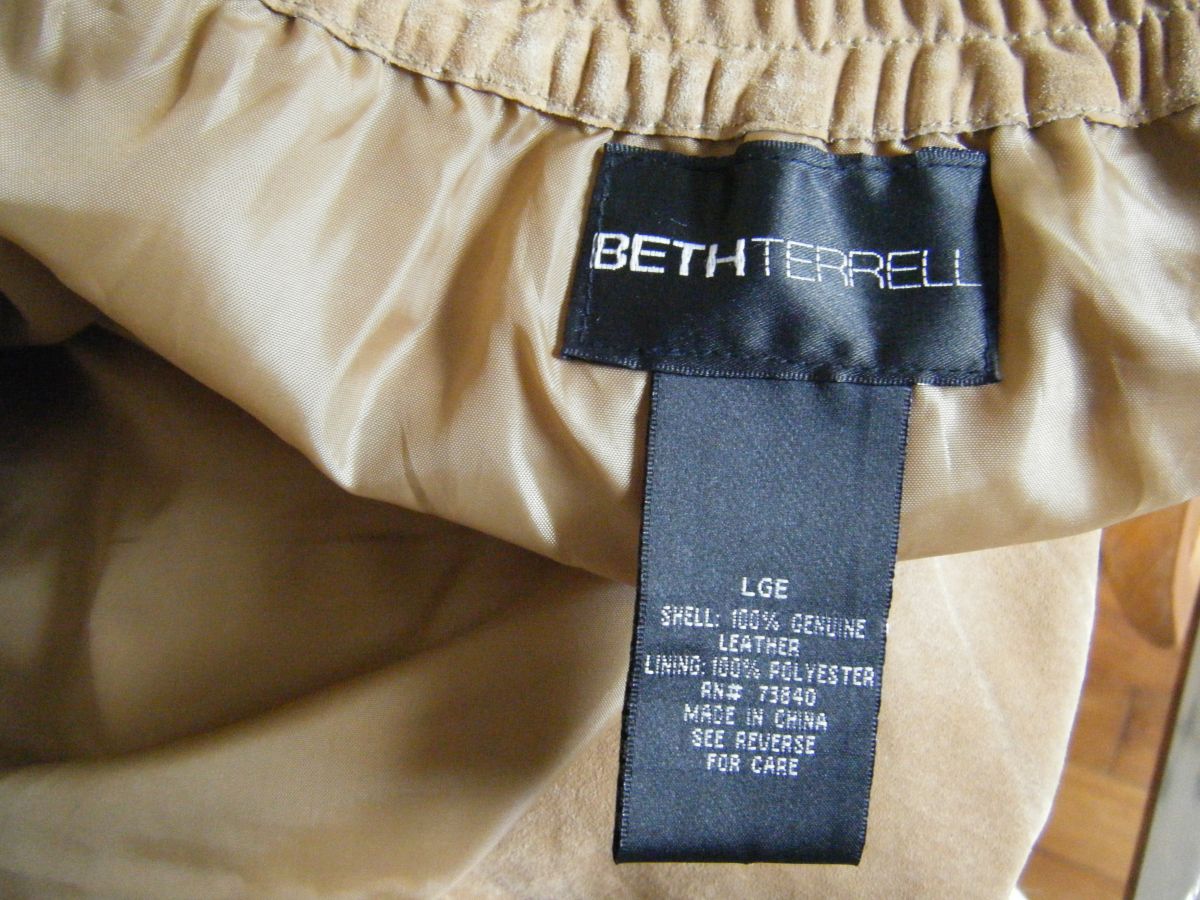 BETHTERRELL
LGE
SHELL: 100% GENUINE
LEATHER
LINING: 100% POLYESTER
RN# 73840
MADE IN CHINA
SEE REVERSE
FOR CARE